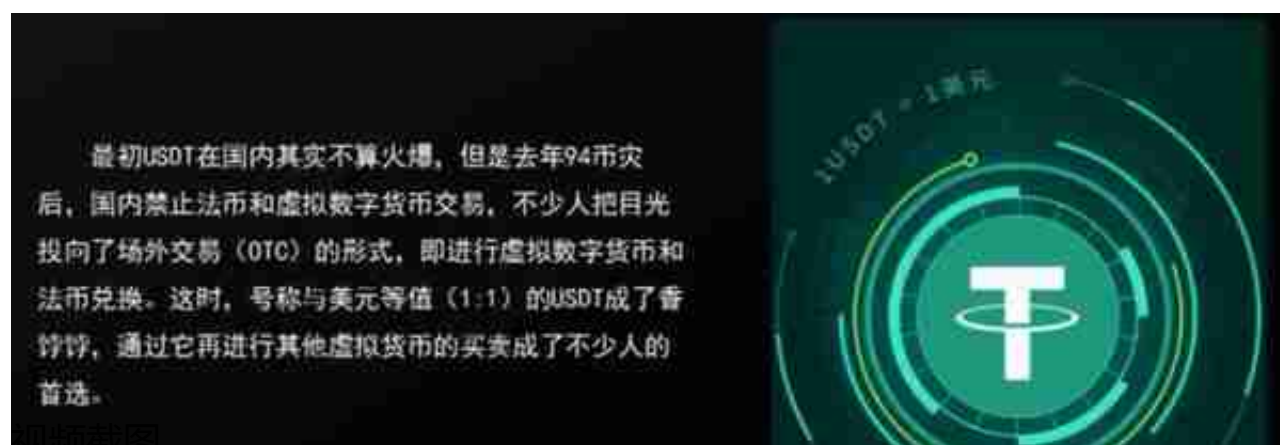 最初USDT在国内其实不算火爆，但是去年94币灾
后，国内禁止法币和虚拟数字货币交易，不少人把目光
投向了场外交易（OTC）的形式，即进行虚拟数字货币和
法币兑换。这时，号称与美元等值（1:1）的USDT成了香
饽饽，通过它再进行其他虚拟货币的买卖成了不少人的
首选。
1USDT = 1美元
视频截图